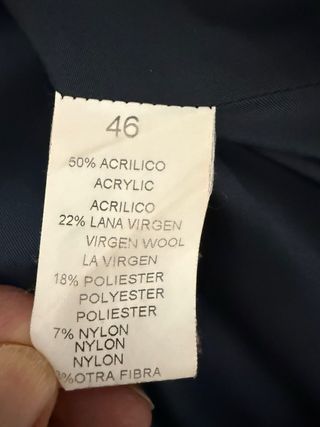 46
50% ACRILICO
ACRYLIC
ACRILICO
22% LANA VIRGEN
VIRGEN WOOL
LA VIRGEN
18% POLIESTER
POLYESTER
POLIESTER
7% NYLON
NYLON
NYLON
%OTRA FIBRA